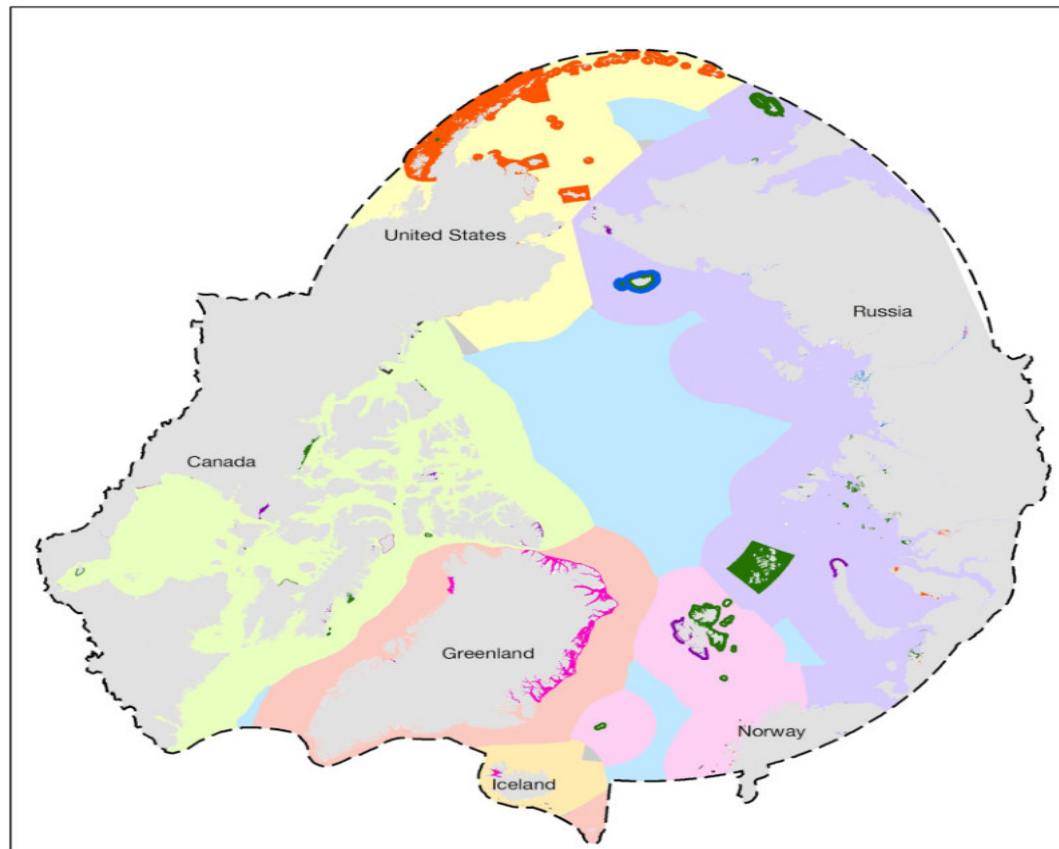 United States
Russia
Canada
Greenland
Norway
Iceland